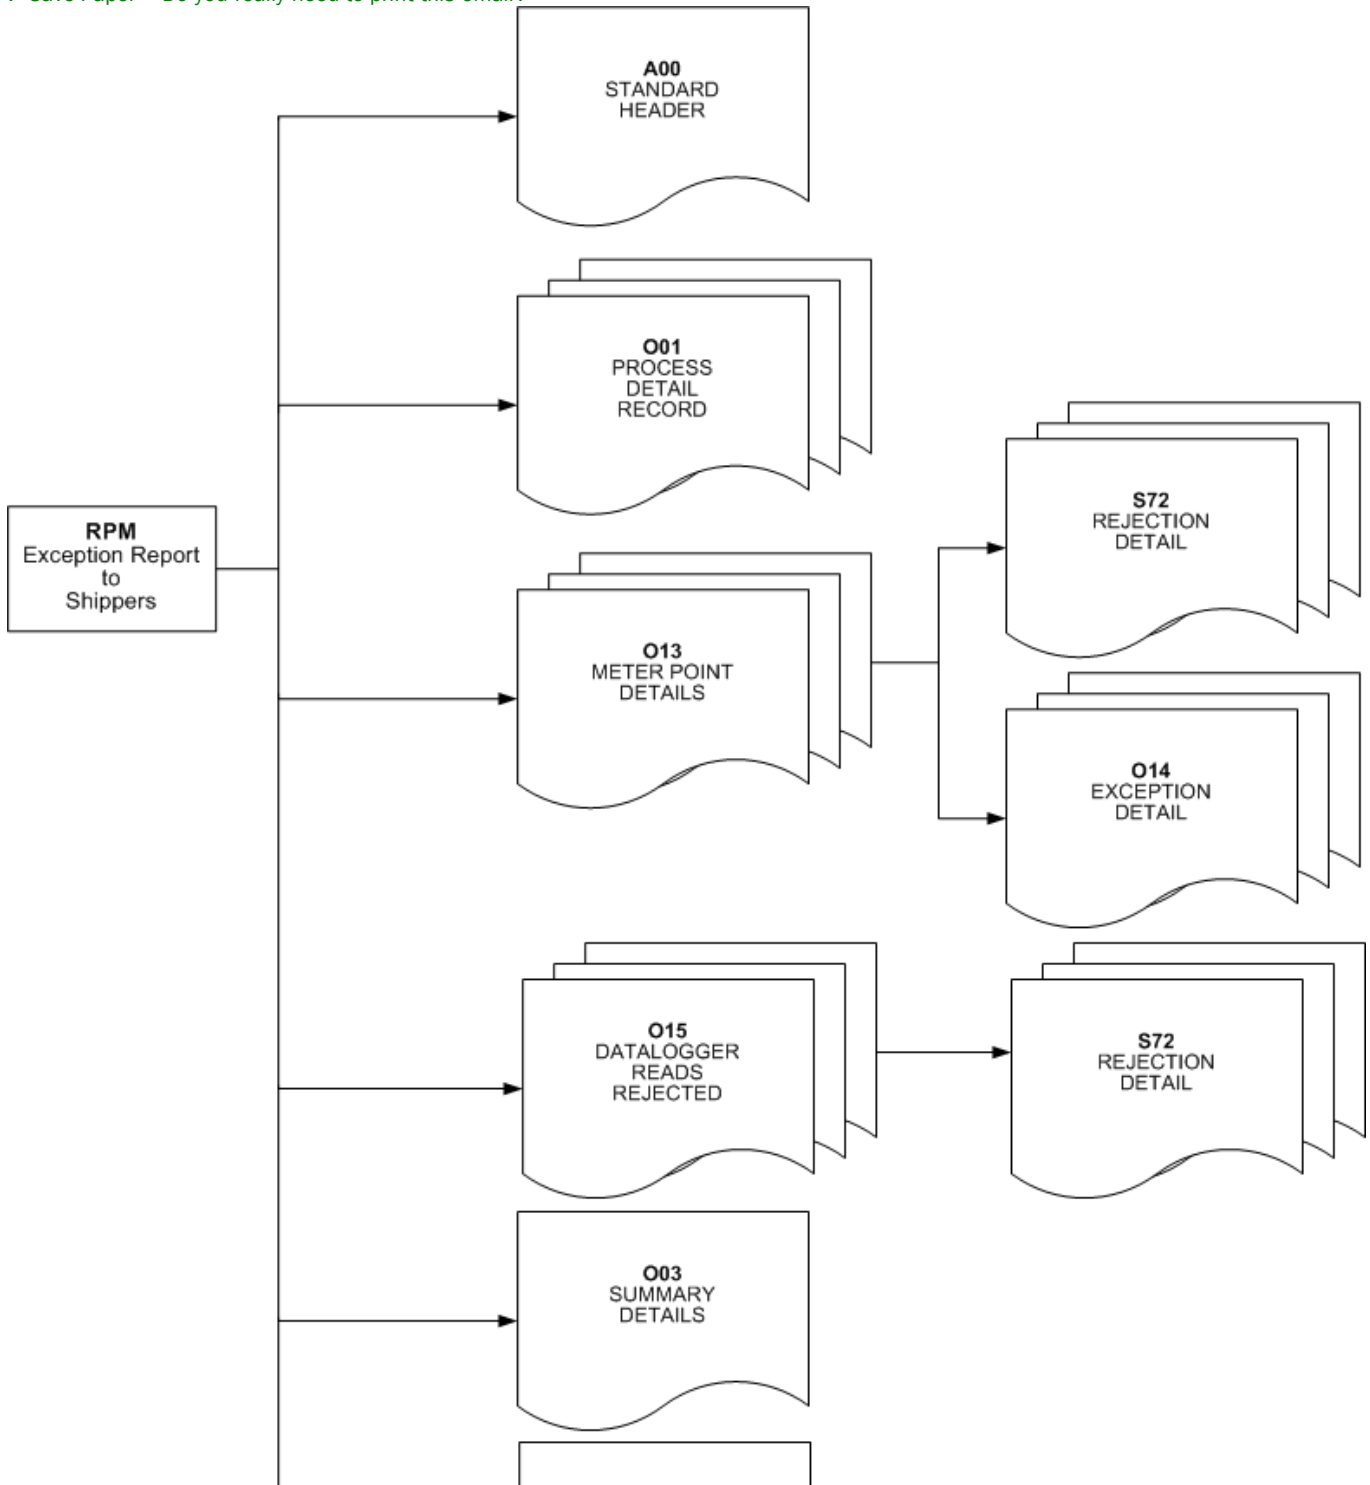 Save Paper - Do you really need to print this email?
A00
STANDARD
HEADER
O01
PROCESS
DETAIL
RECORD
S72
REJECTION
DETAIL
RPM
Exception Report
to
Shippers
O13
METER POINT
DETAILS
O14
EXCEPTION
DETAIL
O15
DATALOGGER
READS
REJECTED
S72
REJECTION
DETAIL
O03
SUMMARY
DETAILS